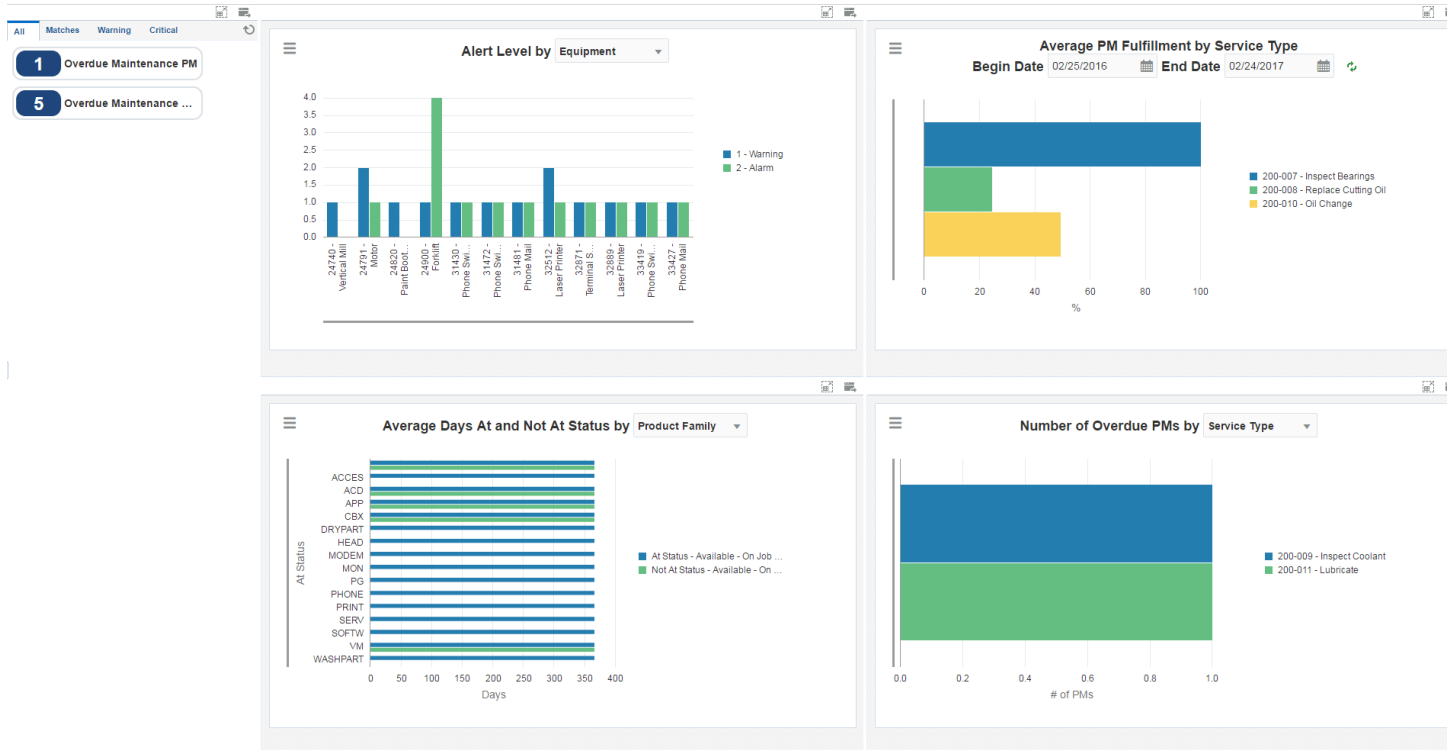 All Matches Warning Critical
1 Overdue Maintenance PM
5 Overdue Maintenance ...
Alert Level by Equipment
4.0
3.5
3.0
2.5
2.0
1.5
1.0
0.5
0.0
24740 - Vertical Mill
24791 - Motor
24820 - Paint Boot...
24900 - Forklift
31430 - Phone Swi...
31472 - Phone Swi...
31481 - Phone Mail
32512 - Laser Printer
32871 - Terminal S...
32889 - Laser Printer
33419 - Phone Swi...
33427 - Phone Mail
1 - Warning
2 - Alarm
Average PM Fulfillment by Service Type
Begin Date 02/25/2016 End Date 02/24/2017
0 20 40 60 80 100
%
200-007 - Inspect Bearings
200-008 - Replace Cutting Oil
200-010 - Oil Change
Average Days At and Not At Status by Product Family
At Status
ACCES
ACD
APP
CBX
DRYPART
HEAD
MODEM
MON
PG
PHONE
PRINT
SERV
SOFTW
VM
WASHPART
0 50 100 150 200 250 300 350 400
Days
At Status - Available - On Job ...
Not At Status - Available - On ...
Number of Overdue PMs by Service Type
0.0 0.2 0.4 0.6 0.8 1.0
# of PMs
200-009 - Inspect Coolant
200-011 - Lubricate